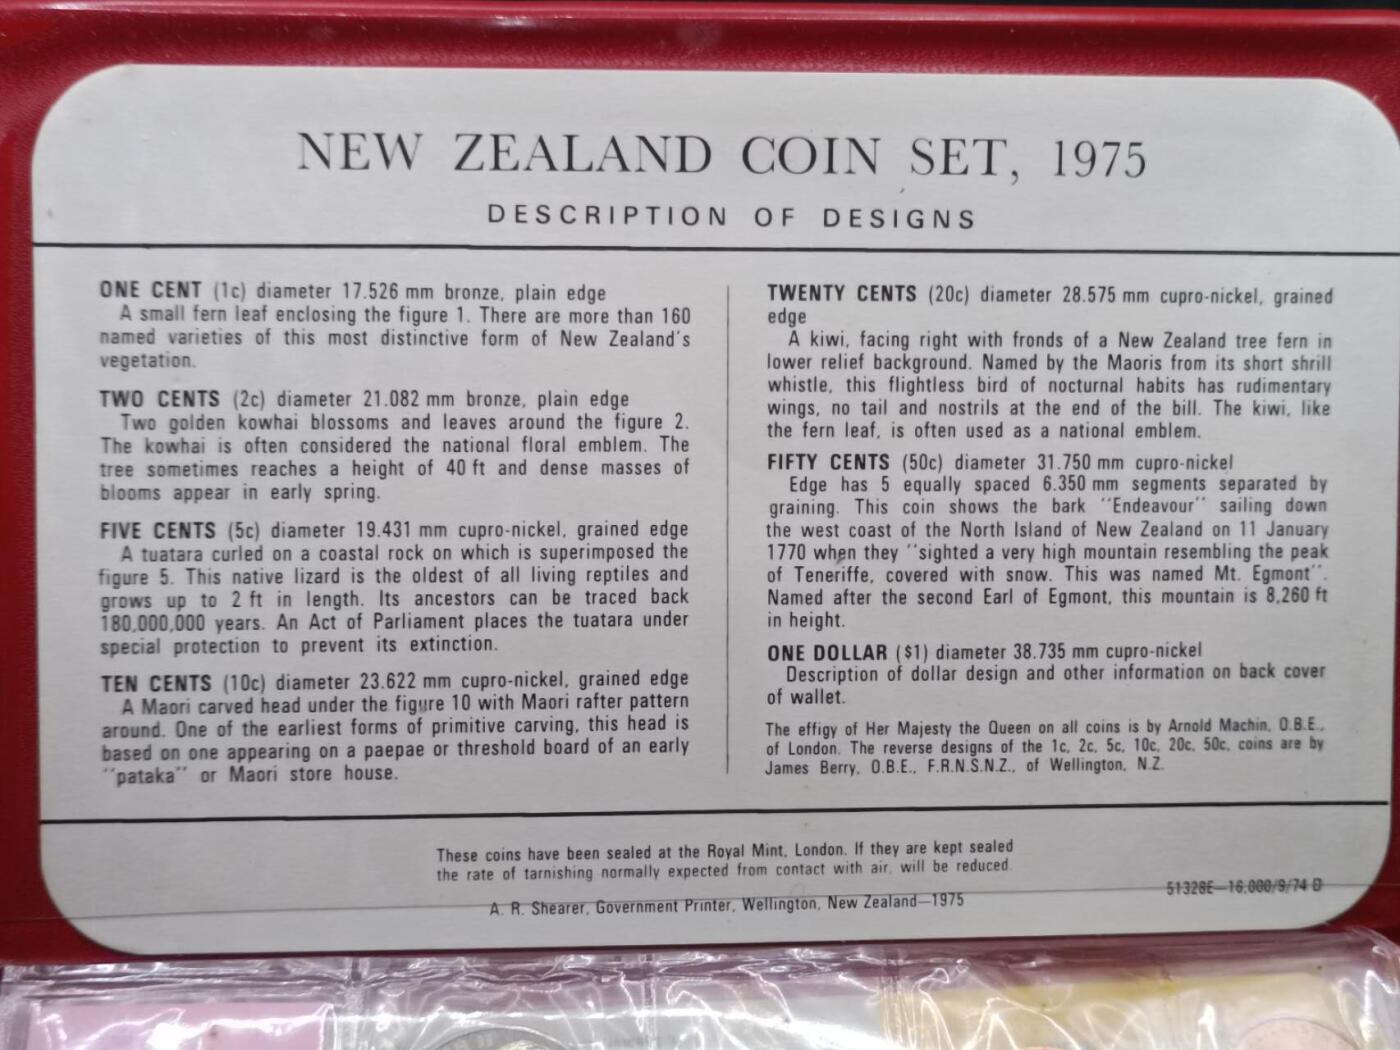 NEW ZEALAND COIN SET, 1975
DESCRIPTION OF DESIGNS
ONE CENT (1c) diameter 17.526 mm bronze, plain edge
A small fern leaf enclosing the figure 1. There are more than 160
named varieties of this most distinctive form of New Zealand's
vegetation.
TWO CENTS (2c) diameter 21.082 mm bronze, plain edge
Two golden kowhai blossoms and leaves around the figure 2.
The kowhai is often considered the national floral emblem. The
tree sometimes reaches a height of 40 ft and dense masses of
blooms appear in early spring.
FIVE CENTS (5c) diameter 19.431 mm cupro-nickel, grained edge
A tuatara curled on a coastal rock on which is superimposed the
figure 5. This native lizard is the oldest of all living reptiles and
grows up to 2 ft in length. Its ancestors can be traced back
180,000,000 years. An Act of Parliament places the tuatara under
special protection to prevent its extinction.
TEN CENTS (10c) diameter 23.622 mm cupro-nickel, grained edge
A Maori carved head under the figure 10 with Maori rafter pattern
around. One of the earliest forms of primitive carving, this head is
based on one appearing on a paepae or threshold board of an early
"pataka" or Maori store house.
TWENTY CENTS (20c) diameter 28.575 mm cupro-nickel, grained
edge
A kiwi, facing right with fronds of a New Zealand tree fern in
lower relief background. Named by the Maoris from its short shrill
whistle, this flightless bird of nocturnal habits has rudimentary
wings, no tail and nostrils at the end of the bill. The kiwi, like
the fern leaf, is often used as a national emblem.
FIFTY CENTS (50c) diameter 31.750 mm cupro-nickel
Edge has 5 equally spaced 6.350 mm segments separated by
graining. This coin shows the bark "Endeavour" sailing down
the west coast of the North Island of New Zealand on 11 January
1770 when they "sighted a very high mountain resembling the peak
of Teneriffe, covered with snow. This was named Mt. Egmont".
Named after the second Earl of Egmont, this mountain is 8,260 ft
in height.
ONE DOLLAR ($1) diameter 38.735 mm cupro-nickel
Description of dollar design and other information on back cover
of wallet.
The effigy of Her Majesty the Queen on all coins is by Arnold Machin, O.B.E.,
of London. The reverse designs of the 1c, 2c, 5c, 10c, 20c, 50c, coins are by
James Berry, O.B.E., F.R.N.S.N.Z., of Wellington, N.Z.
These coins have been sealed at the Royal Mint, London. If they are kept sealed
the rate of tarnishing normally expected from contact with air, will be reduced.
51328E—16,000/9/74 D
A. R. Shearer, Government Printer, Wellington, New Zealand—1975